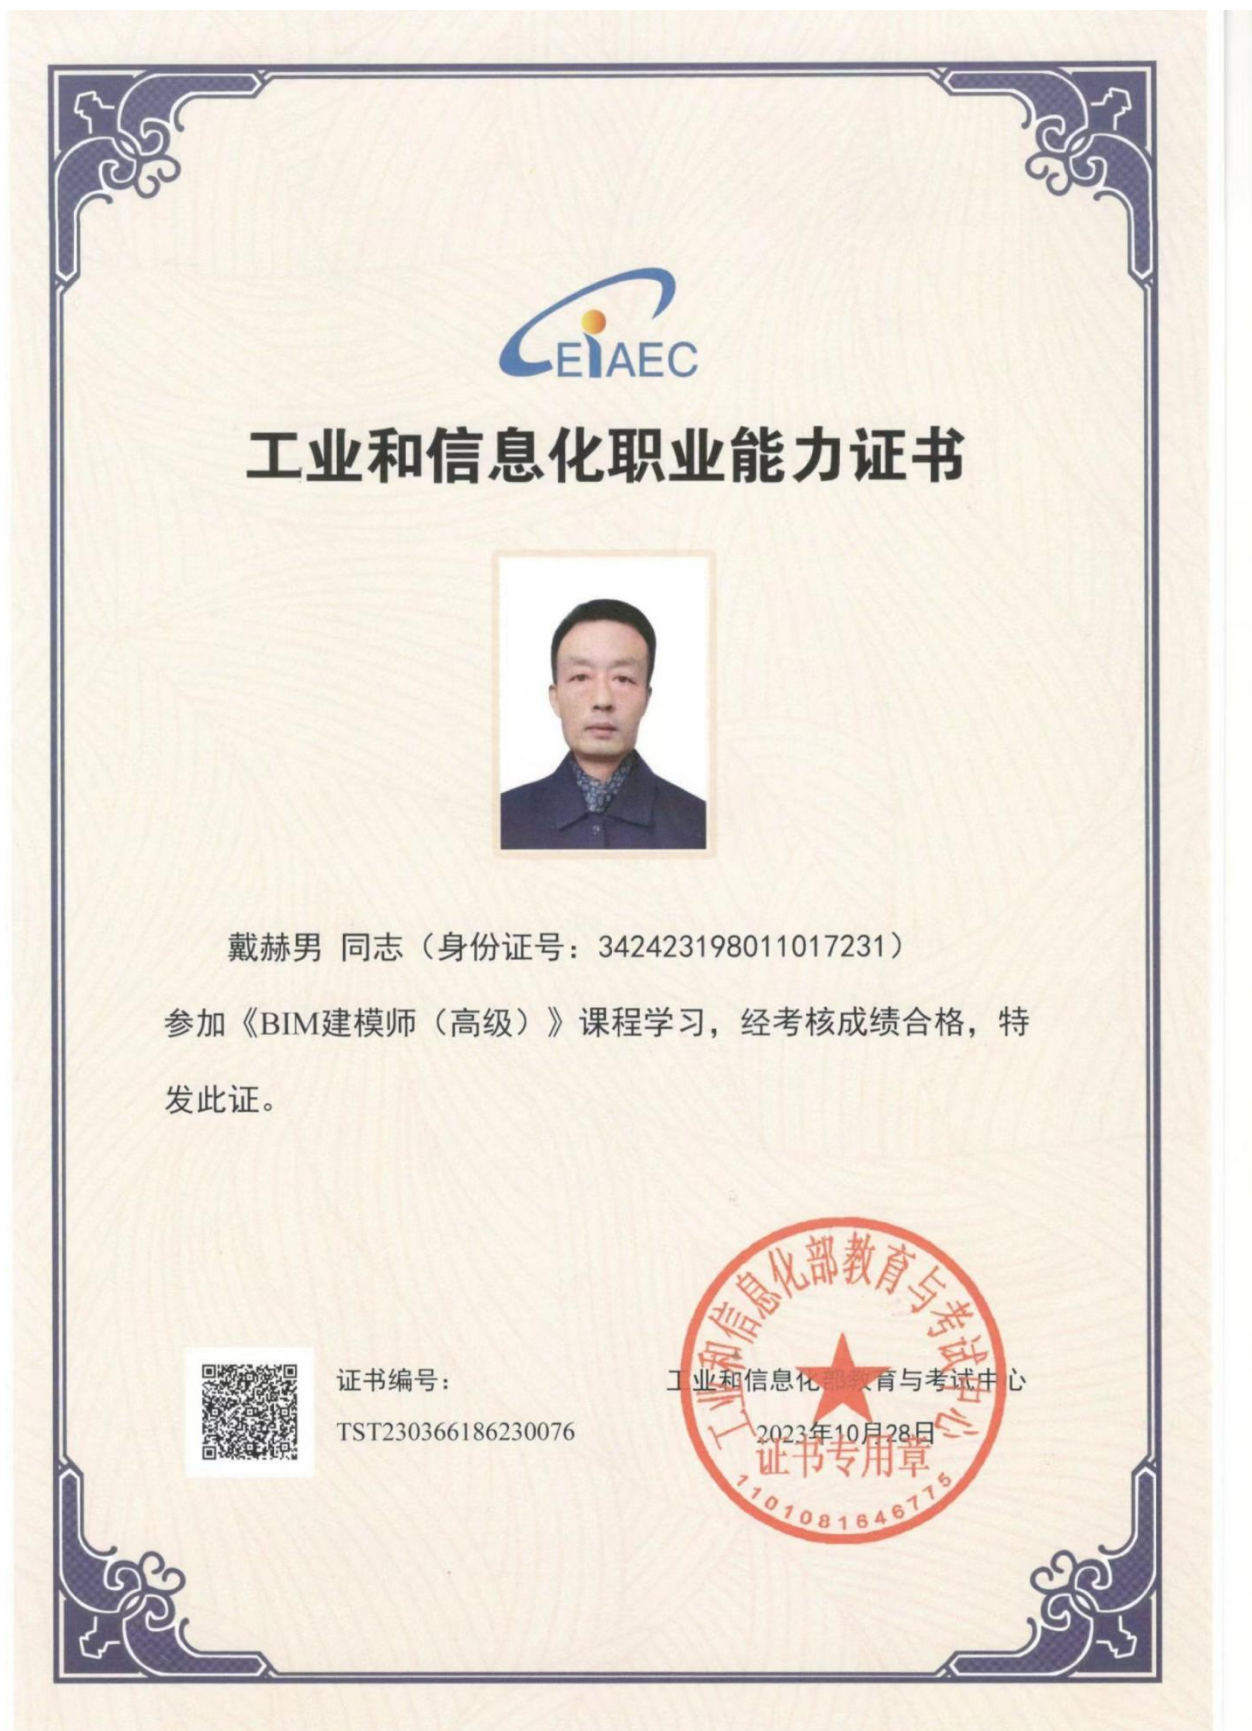 CEIAEC
工业和信息化职业能力证书
戴赫男 同志（身份证号：342423198011017231）
参加《BIM建模师（高级）》课程学习，经考核成绩合格，特
发此证。
证书编号：
TST230366186230076
工业和信息化部教育与考试中心
2023年10月28日
工业和信息化部教育与考试中心
证书专用章
1101081646775